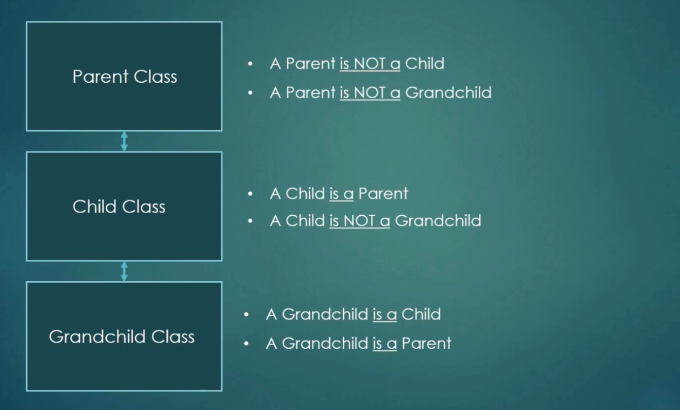 Parent Class
• A Parent is NOT a Child
• A Parent is NOT a Grandchild
Child Class
• A Child is a Parent
• A Child is NOT a Grandchild
Grandchild Class
• A Grandchild is a Child
• A Grandchild is a Parent